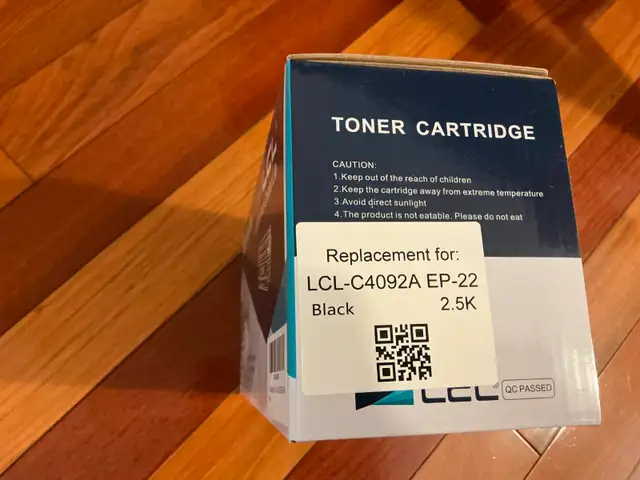 TONER CARTRIDGE
CAUTION:
1.Keep out of the reach of children
2.Keep the cartridge away from extreme temperature
3.Avoid direct sunlight
4.The product is not eatable. Please do not eat
Replacement for:
LCL-C4092A EP-22
Black 2.5K
LCL
QC PASSED